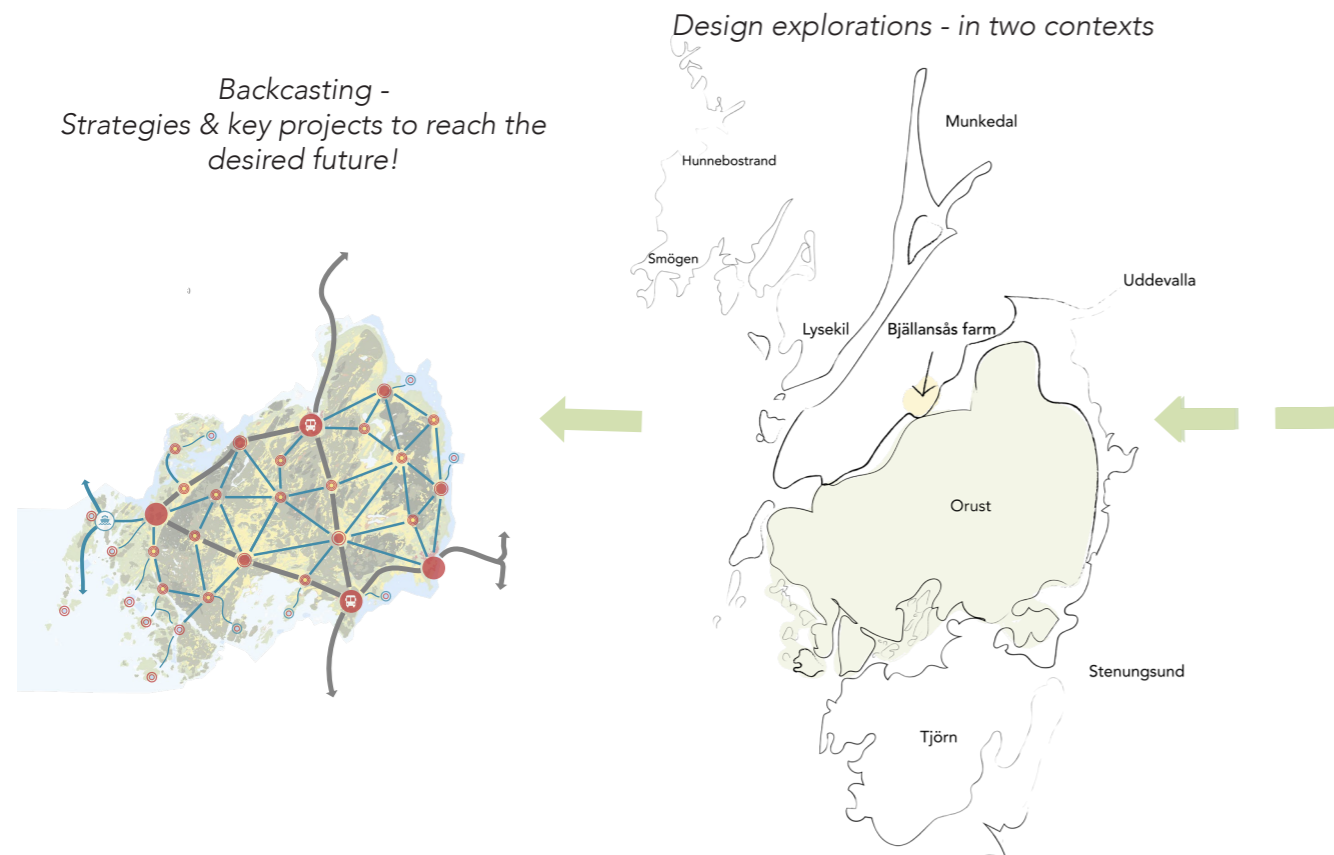 Backcasting -
Strategies & key projects to reach the
desired future!
Design explorations - in two contexts
Munkedal
Hunnebostrand
Smögen
Uddevalla
Lysekil
Bjällansås farm
Orust
Stenungsund
Tjörn